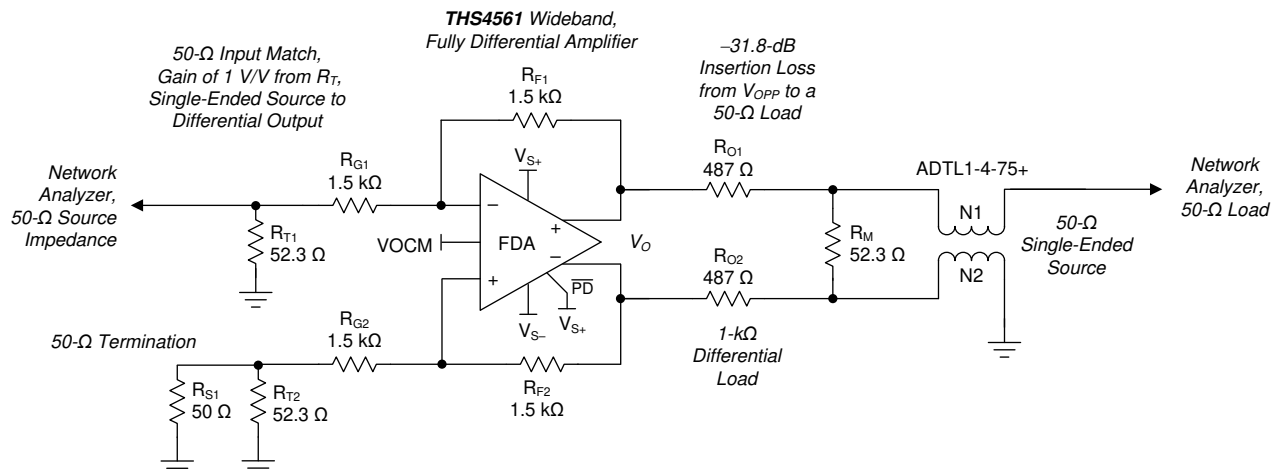 THS4561 Wideband,
Fully Differential Amplifier
50-Ω Input Match,
Gain of 1 V/V from RT,
Single-Ended Source to
Differential Output
–31.8-dB
Insertion Loss
from VOPP to a
50-Ω Load
RF1
1.5 kΩ
Network
Analyzer,
50-Ω Source
Impedance
RG1
1.5 kΩ
VS+
RO1
487 Ω
ADTL1-4-75+
Network
Analyzer,
50-Ω Load
RT1
52.3 Ω
VOCM
–
+
FDA
+
–
VO
PD
VS+
VS–
RM
52.3 Ω
N1
N2
50-Ω
Single-Ended
Source
RO2
487 Ω
1-kΩ
Differential
Load
50-Ω Termination
RG2
1.5 kΩ
RF2
1.5 kΩ
RS1
50 Ω
RT2
52.3 Ω